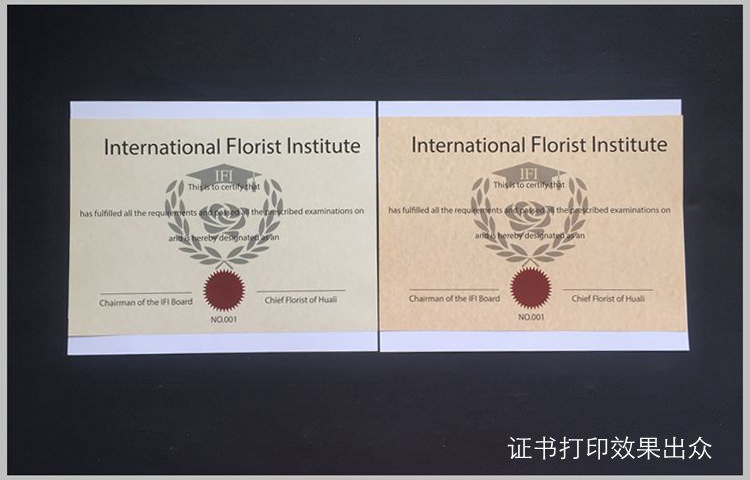 International Florist Institute
IFI
This is to certify that
has fulfilled all the requirements and passed all the prescribed examinations on
and is hereby designated as an
Chairman of the IFI Board
Chief Florist of Huali
NO.001
International Florist Institute
IFI
This is to certify that
has fulfilled all the requirements and passed all the prescribed examinations on
and is hereby designated as an
Chairman of the IFI Board
Chief Florist of Huali
NO.001
证书打印效果出众